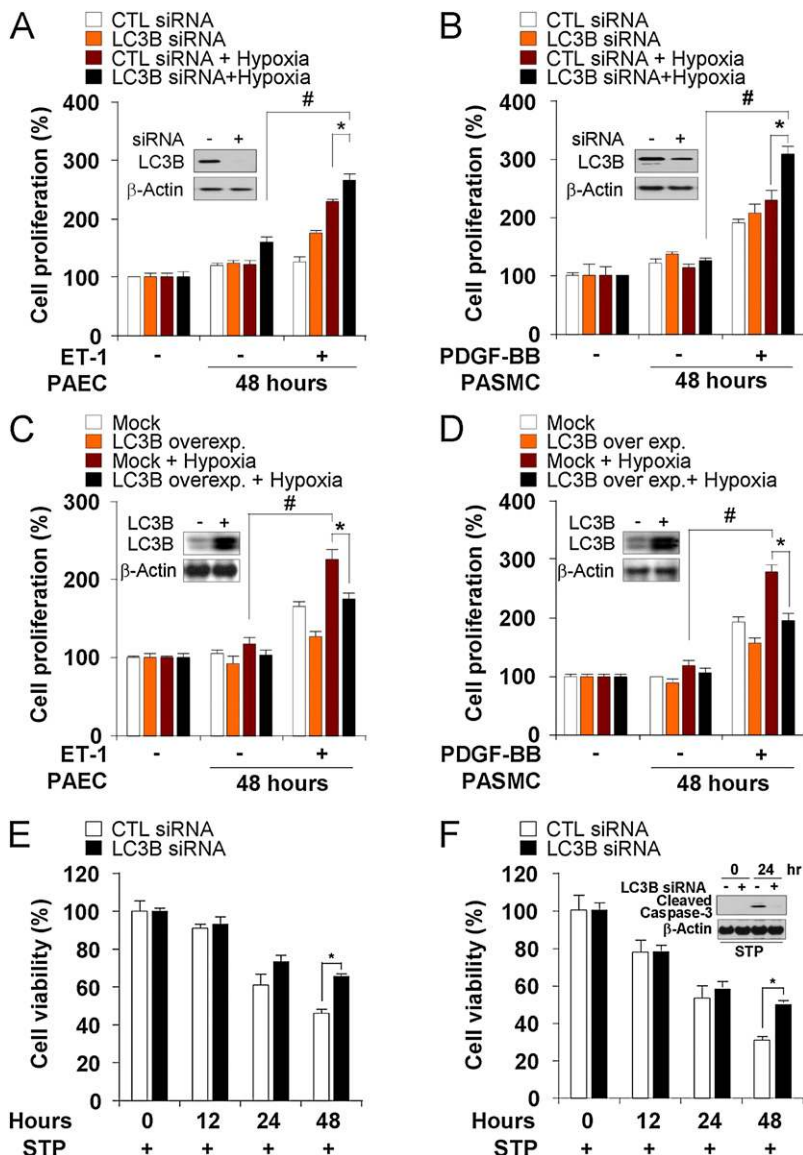 A
CTL siRNA
LC3B siRNA
CTL siRNA + Hypoxia
LC3B siRNA+Hypoxia
Cell proliferation (%)
400
300
200
100
0
siRNA - +
LC3B
β-Actin
#
*
ET-1 - - +
PAEC 48 hours
B
CTL siRNA
LC3B siRNA
CTL siRNA + Hypoxia
LC3B siRNA+Hypoxia
Cell proliferation (%)
400
300
200
100
0
siRNA - +
LC3B
β-Actin
#
*
PDGF-BB - - +
PASMC 48 hours
C
Mock
LC3B overexp.
Mock + Hypoxia
LC3B overexp. + Hypoxia
Cell proliferation (%)
300
200
100
0
LC3B - +
LC3B
β-Actin
#
*
ET-1 - - +
PAEC 48 hours
D
Mock
LC3B over exp.
Mock + Hypoxia
LC3B over exp.+ Hypoxia
Cell proliferation (%)
400
300
200
100
0
LC3B - +
LC3B
β-Actin
#
*
PDGF-BB - - +
PASMC 48 hours
E
CTL siRNA
LC3B siRNA
Cell viability (%)
120
100
80
60
40
20
0
*
Hours 0 12 24 48
STP + + + +
F
CTL siRNA
LC3B siRNA
Cell viability (%)
120
100
80
60
40
20
0
0 24 hr
LC3B siRNA - + - +
Cleaved
Caspase-3
β-Actin
STP
*
Hours 0 12 24 48
STP + + + +